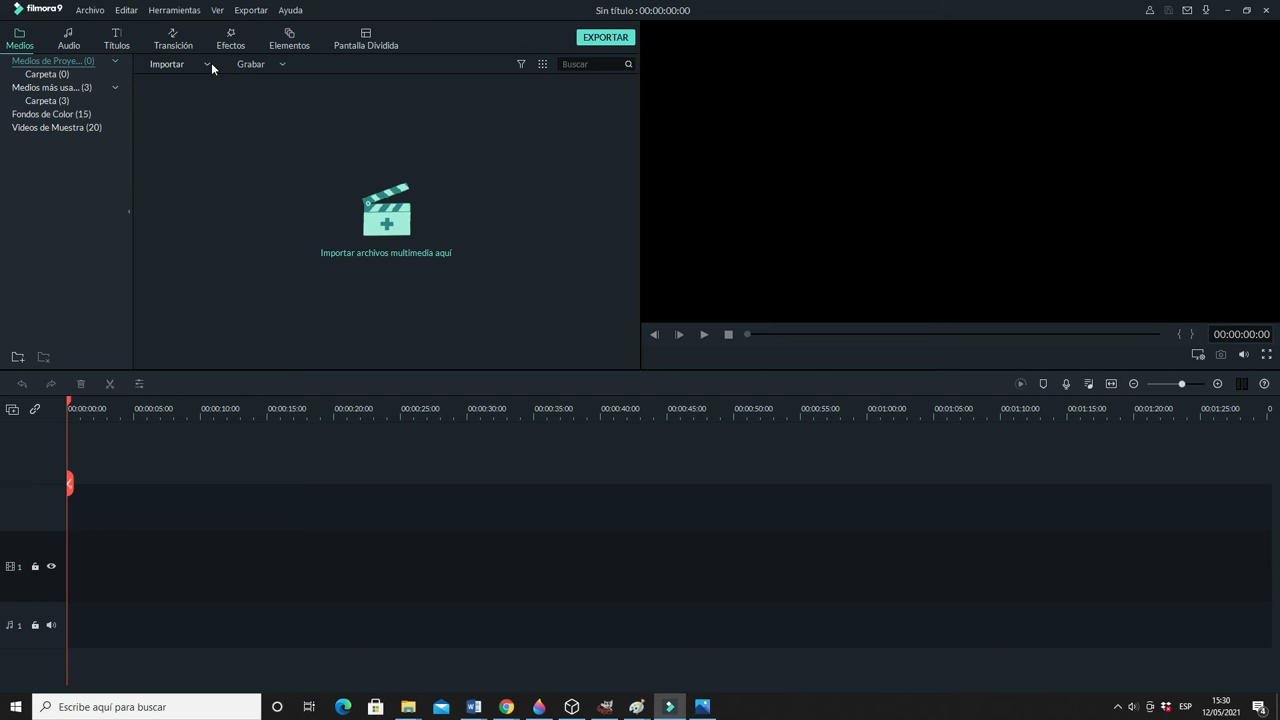 filmora9 Archivo Editar Herramientas Ver Exportar Ayuda Sin título : 00:00:00:00
Medios Audio Títulos Transición Efectos Elementos Pantalla Dividida EXPORTAR
Medios de Proye... (0) Importar Grabar Buscar
Carpeta (0)
Medios más usa... (3)
Carpeta (3)
Fondos de Color (15)
Videos de Muestra (20)
Importar archivos multimedia aquí
{ } 00:00:00:00
00:00:00:00 00:00:05:00 00:00:10:00 00:00:15:00 00:00:20:00 00:00:25:00 00:00:30:00 00:00:35:00 00:00:40:00 00:00:45:00 00:00:50:00 00:00:55:00 00:01:00:00 00:01:05:00 00:01:10:00 00:01:15:00 00:01:20:00 00:01:25:00 0
1
1
Escribe aquí para buscar ESP 15:30
12/05/2021